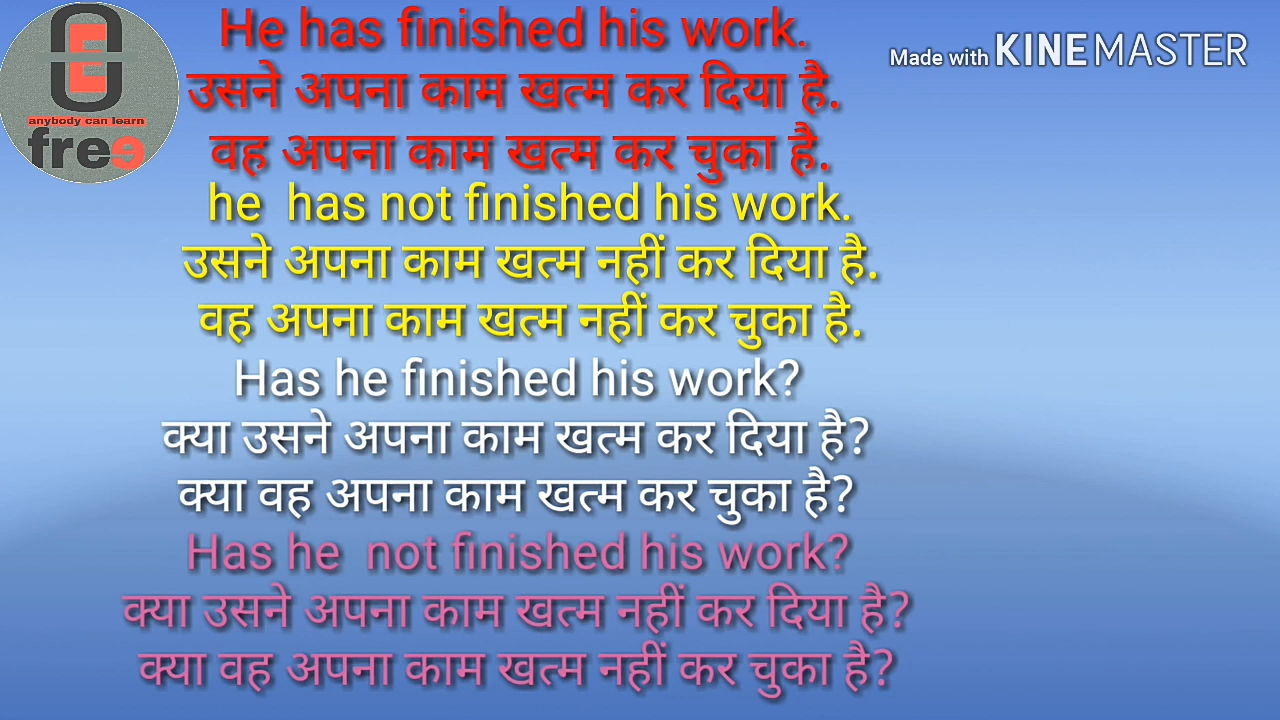 anybody can learn
free
Made with KINEMASTER
He has finished his work.
उसने अपना काम खत्म कर दिया है.
वह अपना काम खत्म कर चुका है.
he has not finished his work.
उसने अपना काम खत्म नहीं कर दिया है.
वह अपना काम खत्म नहीं कर चुका है.
Has he finished his work?
क्या उसने अपना काम खत्म कर दिया है?
क्या वह अपना काम खत्म कर चुका है?
Has he not finished his work?
क्या उसने अपना काम खत्म नहीं कर दिया है?
क्या वह अपना काम खत्म नहीं कर चुका है?